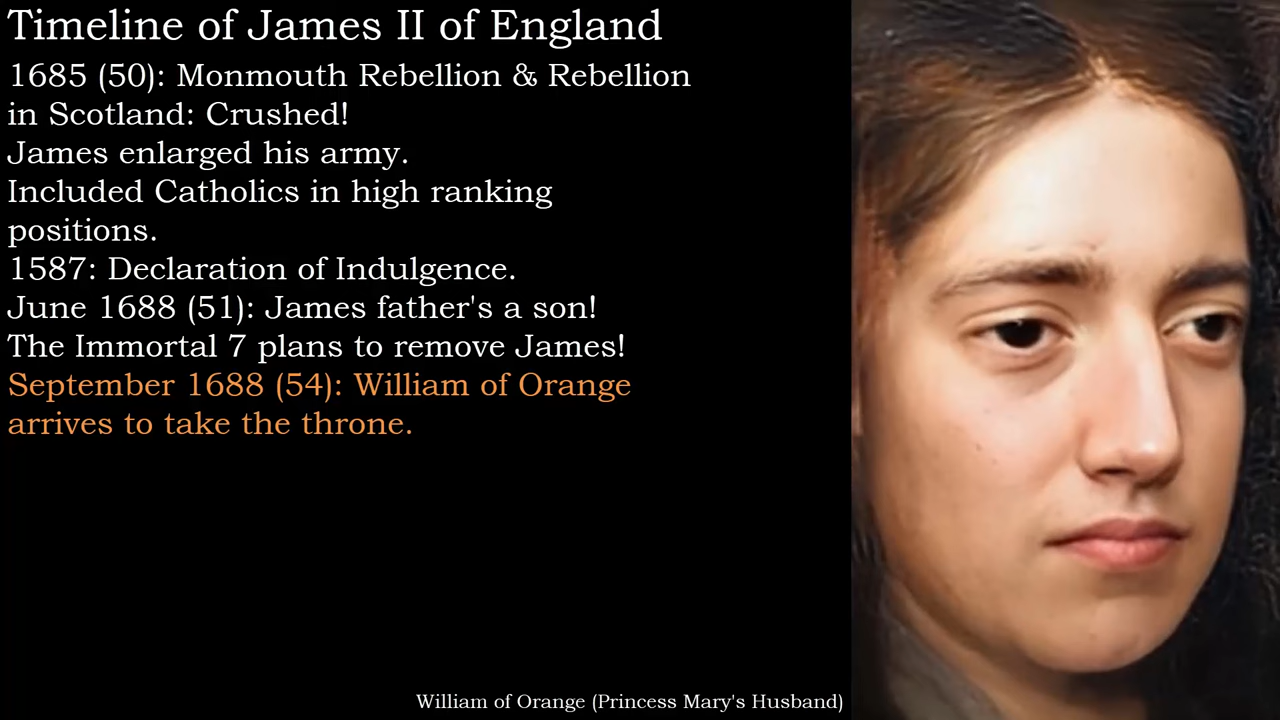 Timeline of James II of England
1685 (50): Monmouth Rebellion & Rebellion
in Scotland: Crushed!
James enlarged his army.
Included Catholics in high ranking
positions.
1587: Declaration of Indulgence.
June 1688 (51): James father's a son!
The Immortal 7 plans to remove James!
September 1688 (54): William of Orange
arrives to take the throne.
William of Orange (Princess Mary's Husband)